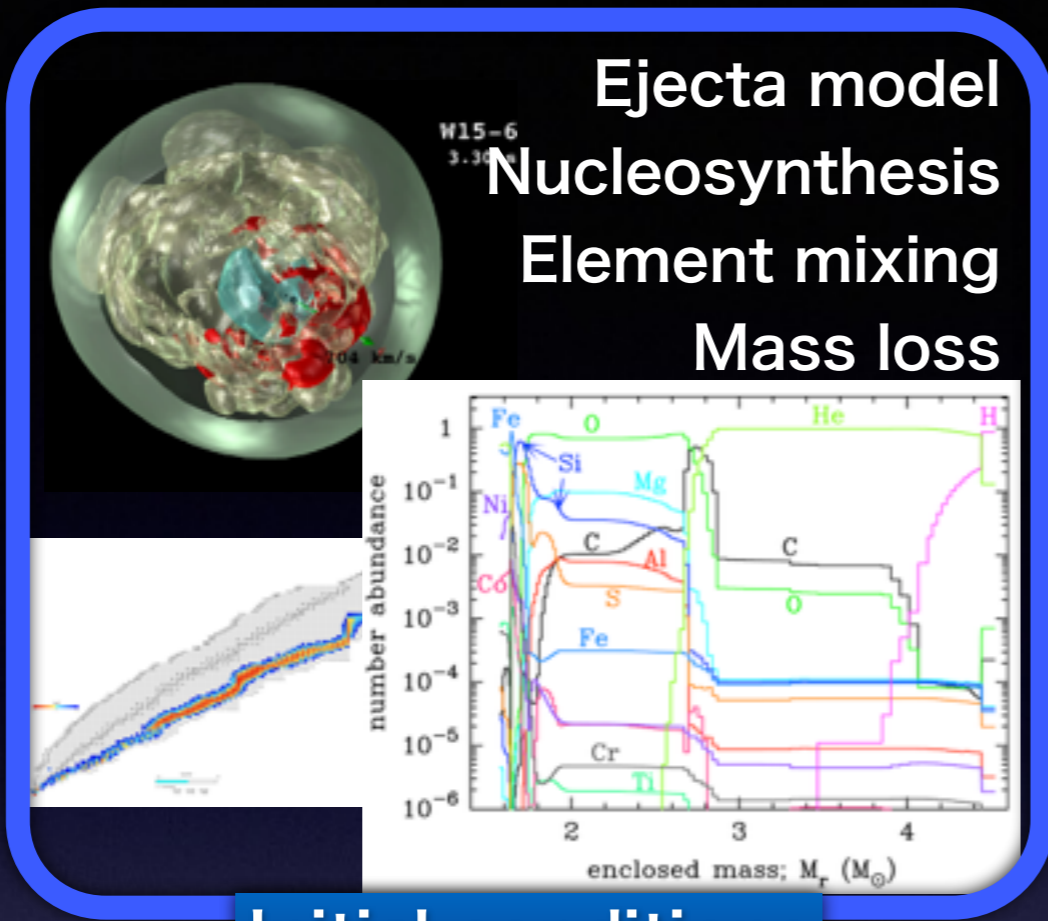 Ejecta model
W15-6
Nucleosynthesis
Element mixing
Mass loss
km/s
Fe
O
He
H
1
Si
10⁻¹
Mg
Ni
10⁻²
C
Al
C
Co
S
O
10⁻³
Fe
10⁻⁴
10⁻⁵
Cr
Ti
10⁻⁶
number abundance
2
3
4
enclosed mass; Mᵣ (M⊙)